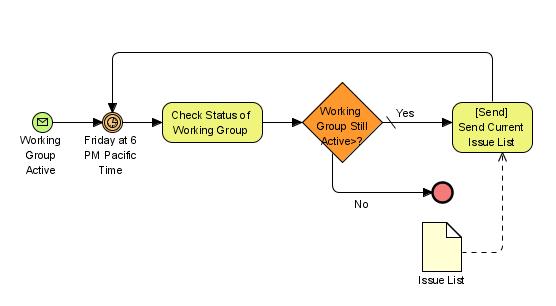 Working
Group
Active
Friday at 6
PM Pacific
Time
Check Status of
Working Group
Working
Group Still
Active>?
Yes
No
[Send]
Send Current
Issue List
Issue List